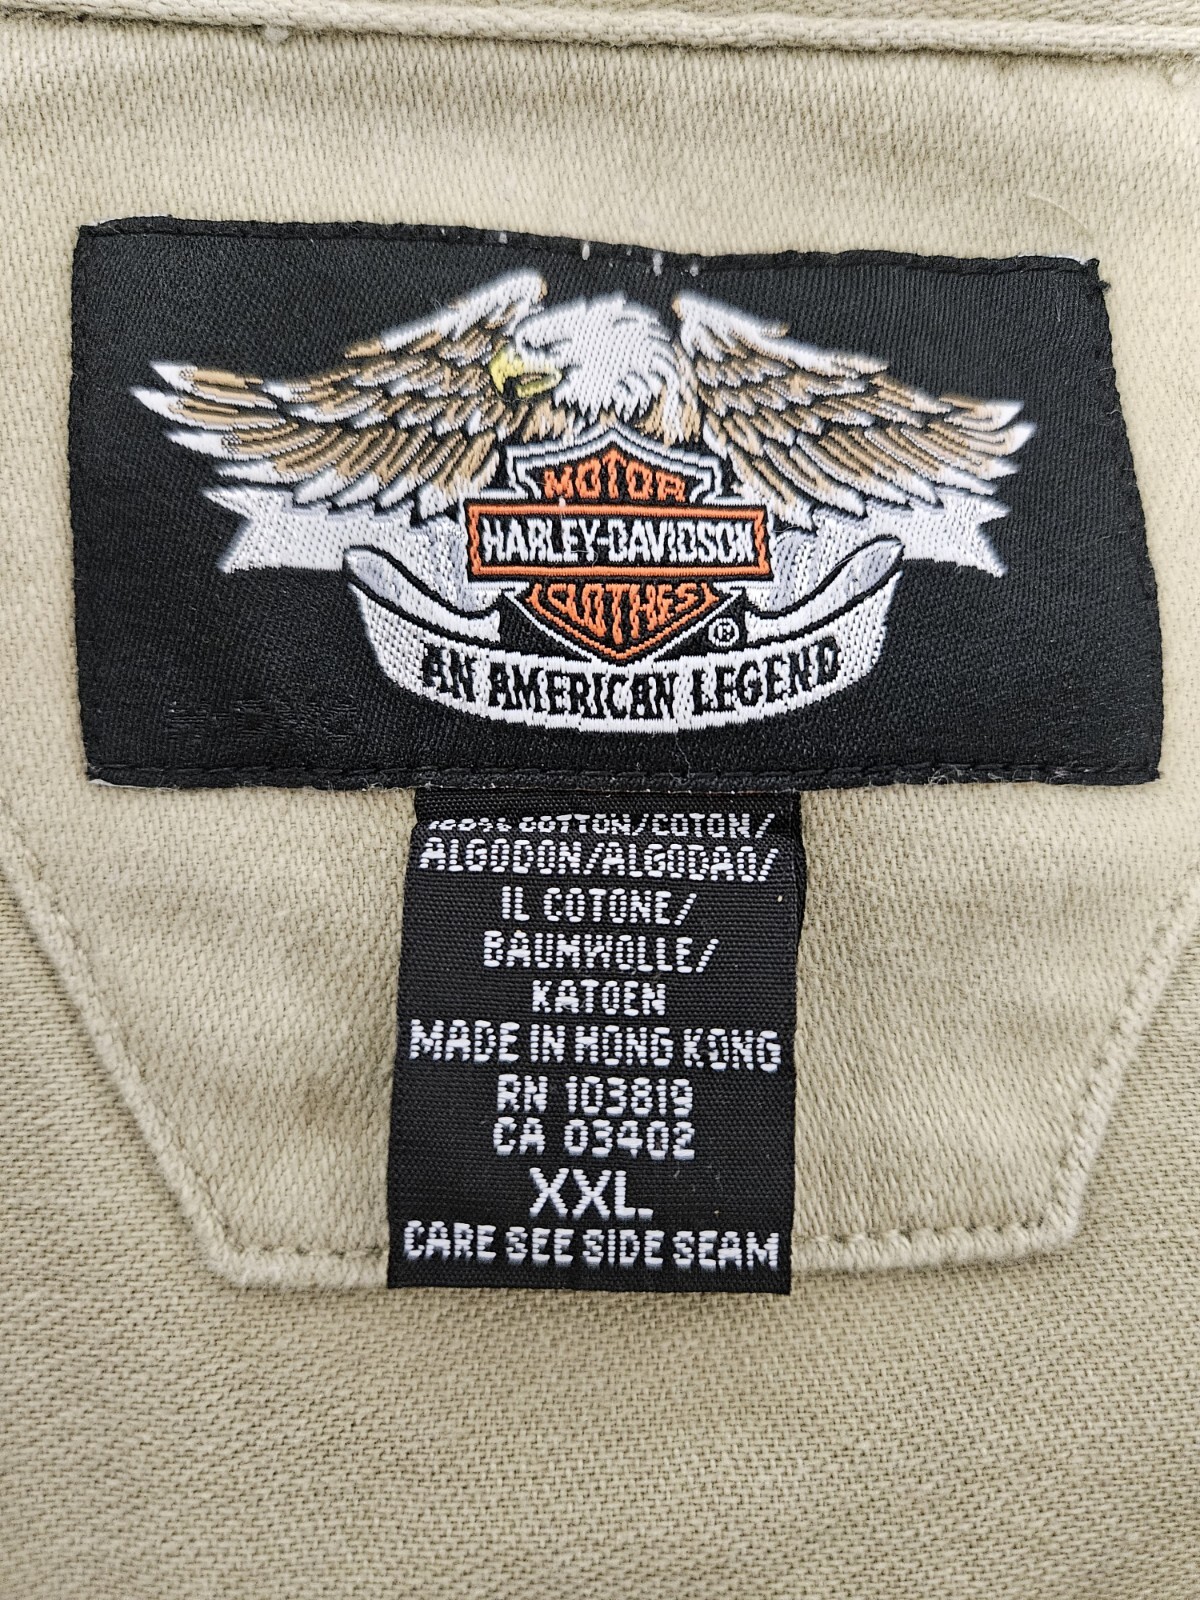 MOTOR
HARLEY-DAVIDSON
CLOTHES
®
AN AMERICAN LEGEND
100% COTTON/COTON/
ALGODON/ALGODAO/
IL COTONE/
BAUMWOLLE/
KATOEN
MADE IN HONG KONG
RN 103819
CA 03402
XXL
CARE SEE SIDE SEAM